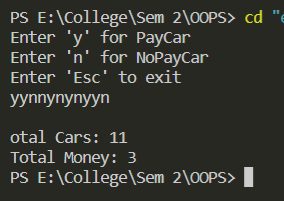 PS E:\College\Sem 2\OOPS> cd "e
Enter 'y' for PayCar
Enter 'n' for NoPayCar
Enter 'Esc' to exit
yynnynynyyn
otal Cars: 11
Total Money: 3
PS E:\College\Sem 2\OOPS>